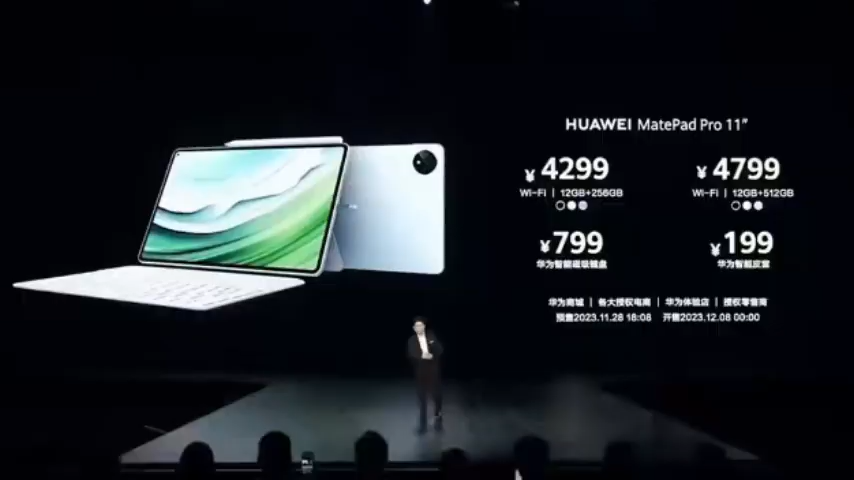 HUAWEI MatePad Pro 11"
¥ 4299 ¥ 4799
Wi-Fi | 12GB+256GB Wi-Fi | 12GB+512GB
¥ 799 ¥ 199
华为智能磁吸键盘 华为智能皮套
华为商城 | 各大授权电商 | 华为体验店 | 授权零售商
预售2023.11.28 18:08 开售2023.12.08 00:00